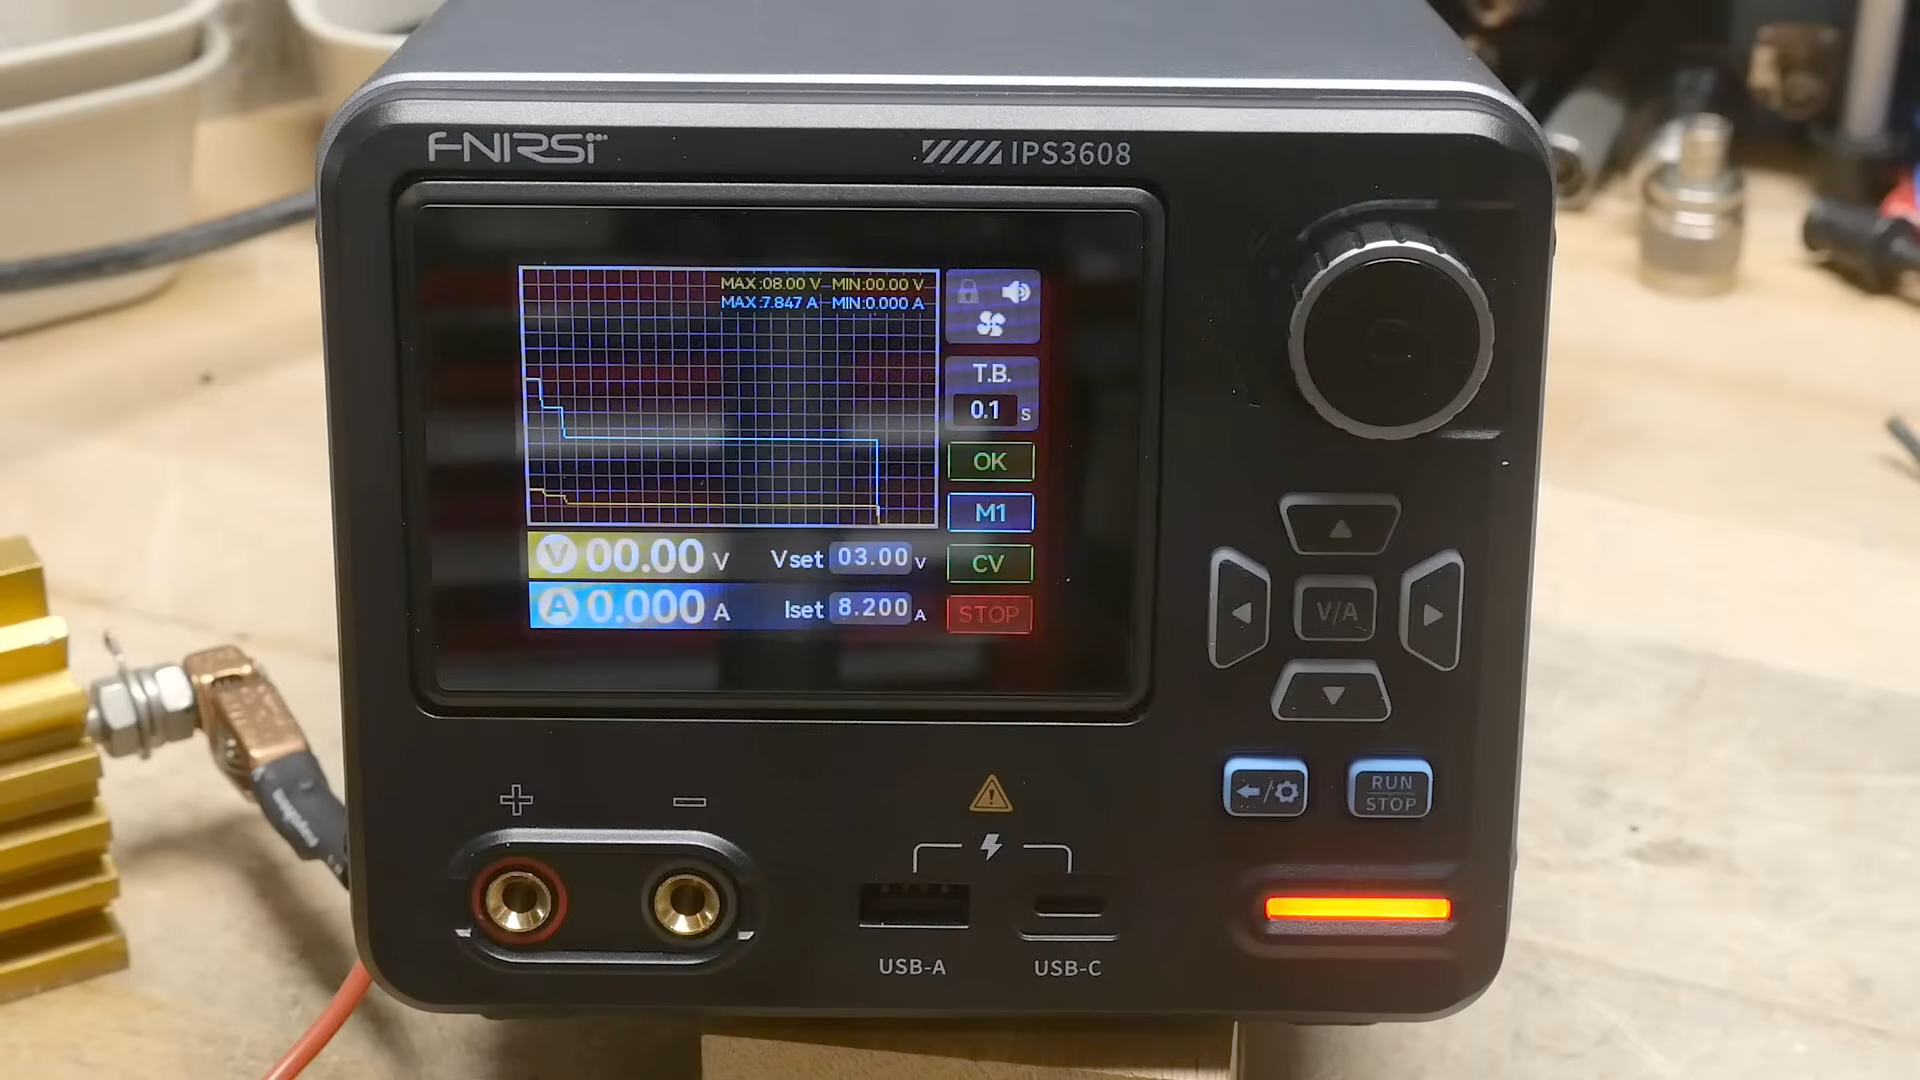 FNIRSI
IPS3608
MAX:08.00 V MIN:00.00 V
MAX:7.847 A MIN:0.000 A
T.B.
0.1 S
OK
M1
V 00.00 V Vset 03.00 V
CV
A 0.000 A Iset 8.200 A
STOP
V/A
RUN
STOP
USB-A
USB-C